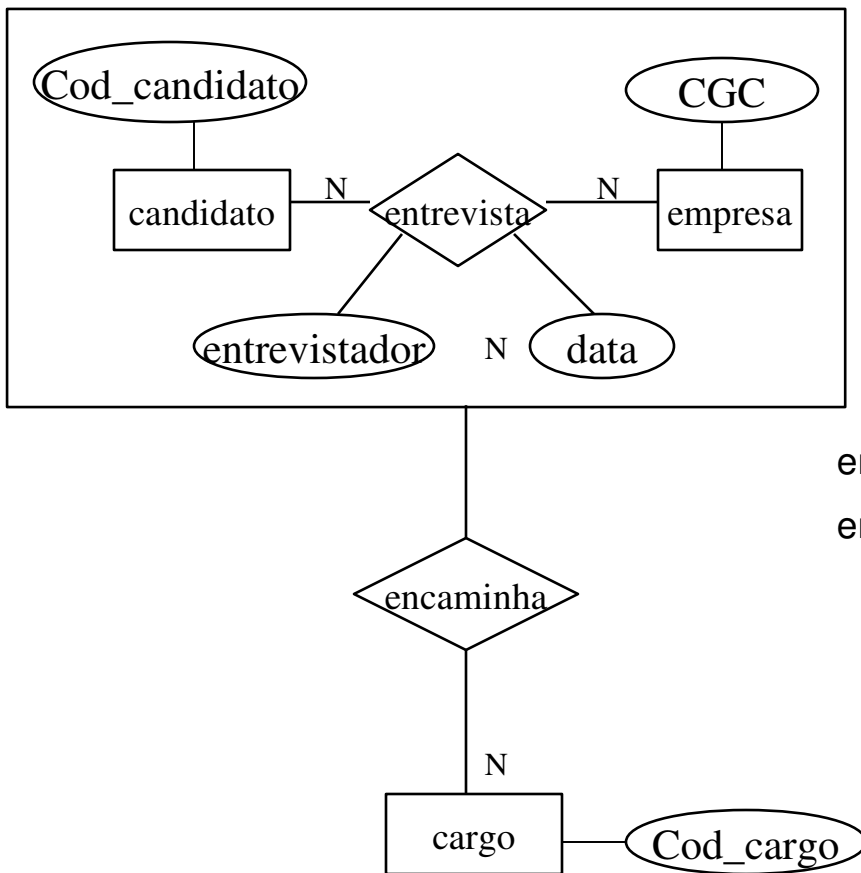 Cod_candidato
CGC
candidato
N
entrevista
N
empresa
entrevistador
N
data
encaminha
N
cargo
Cod_cargo